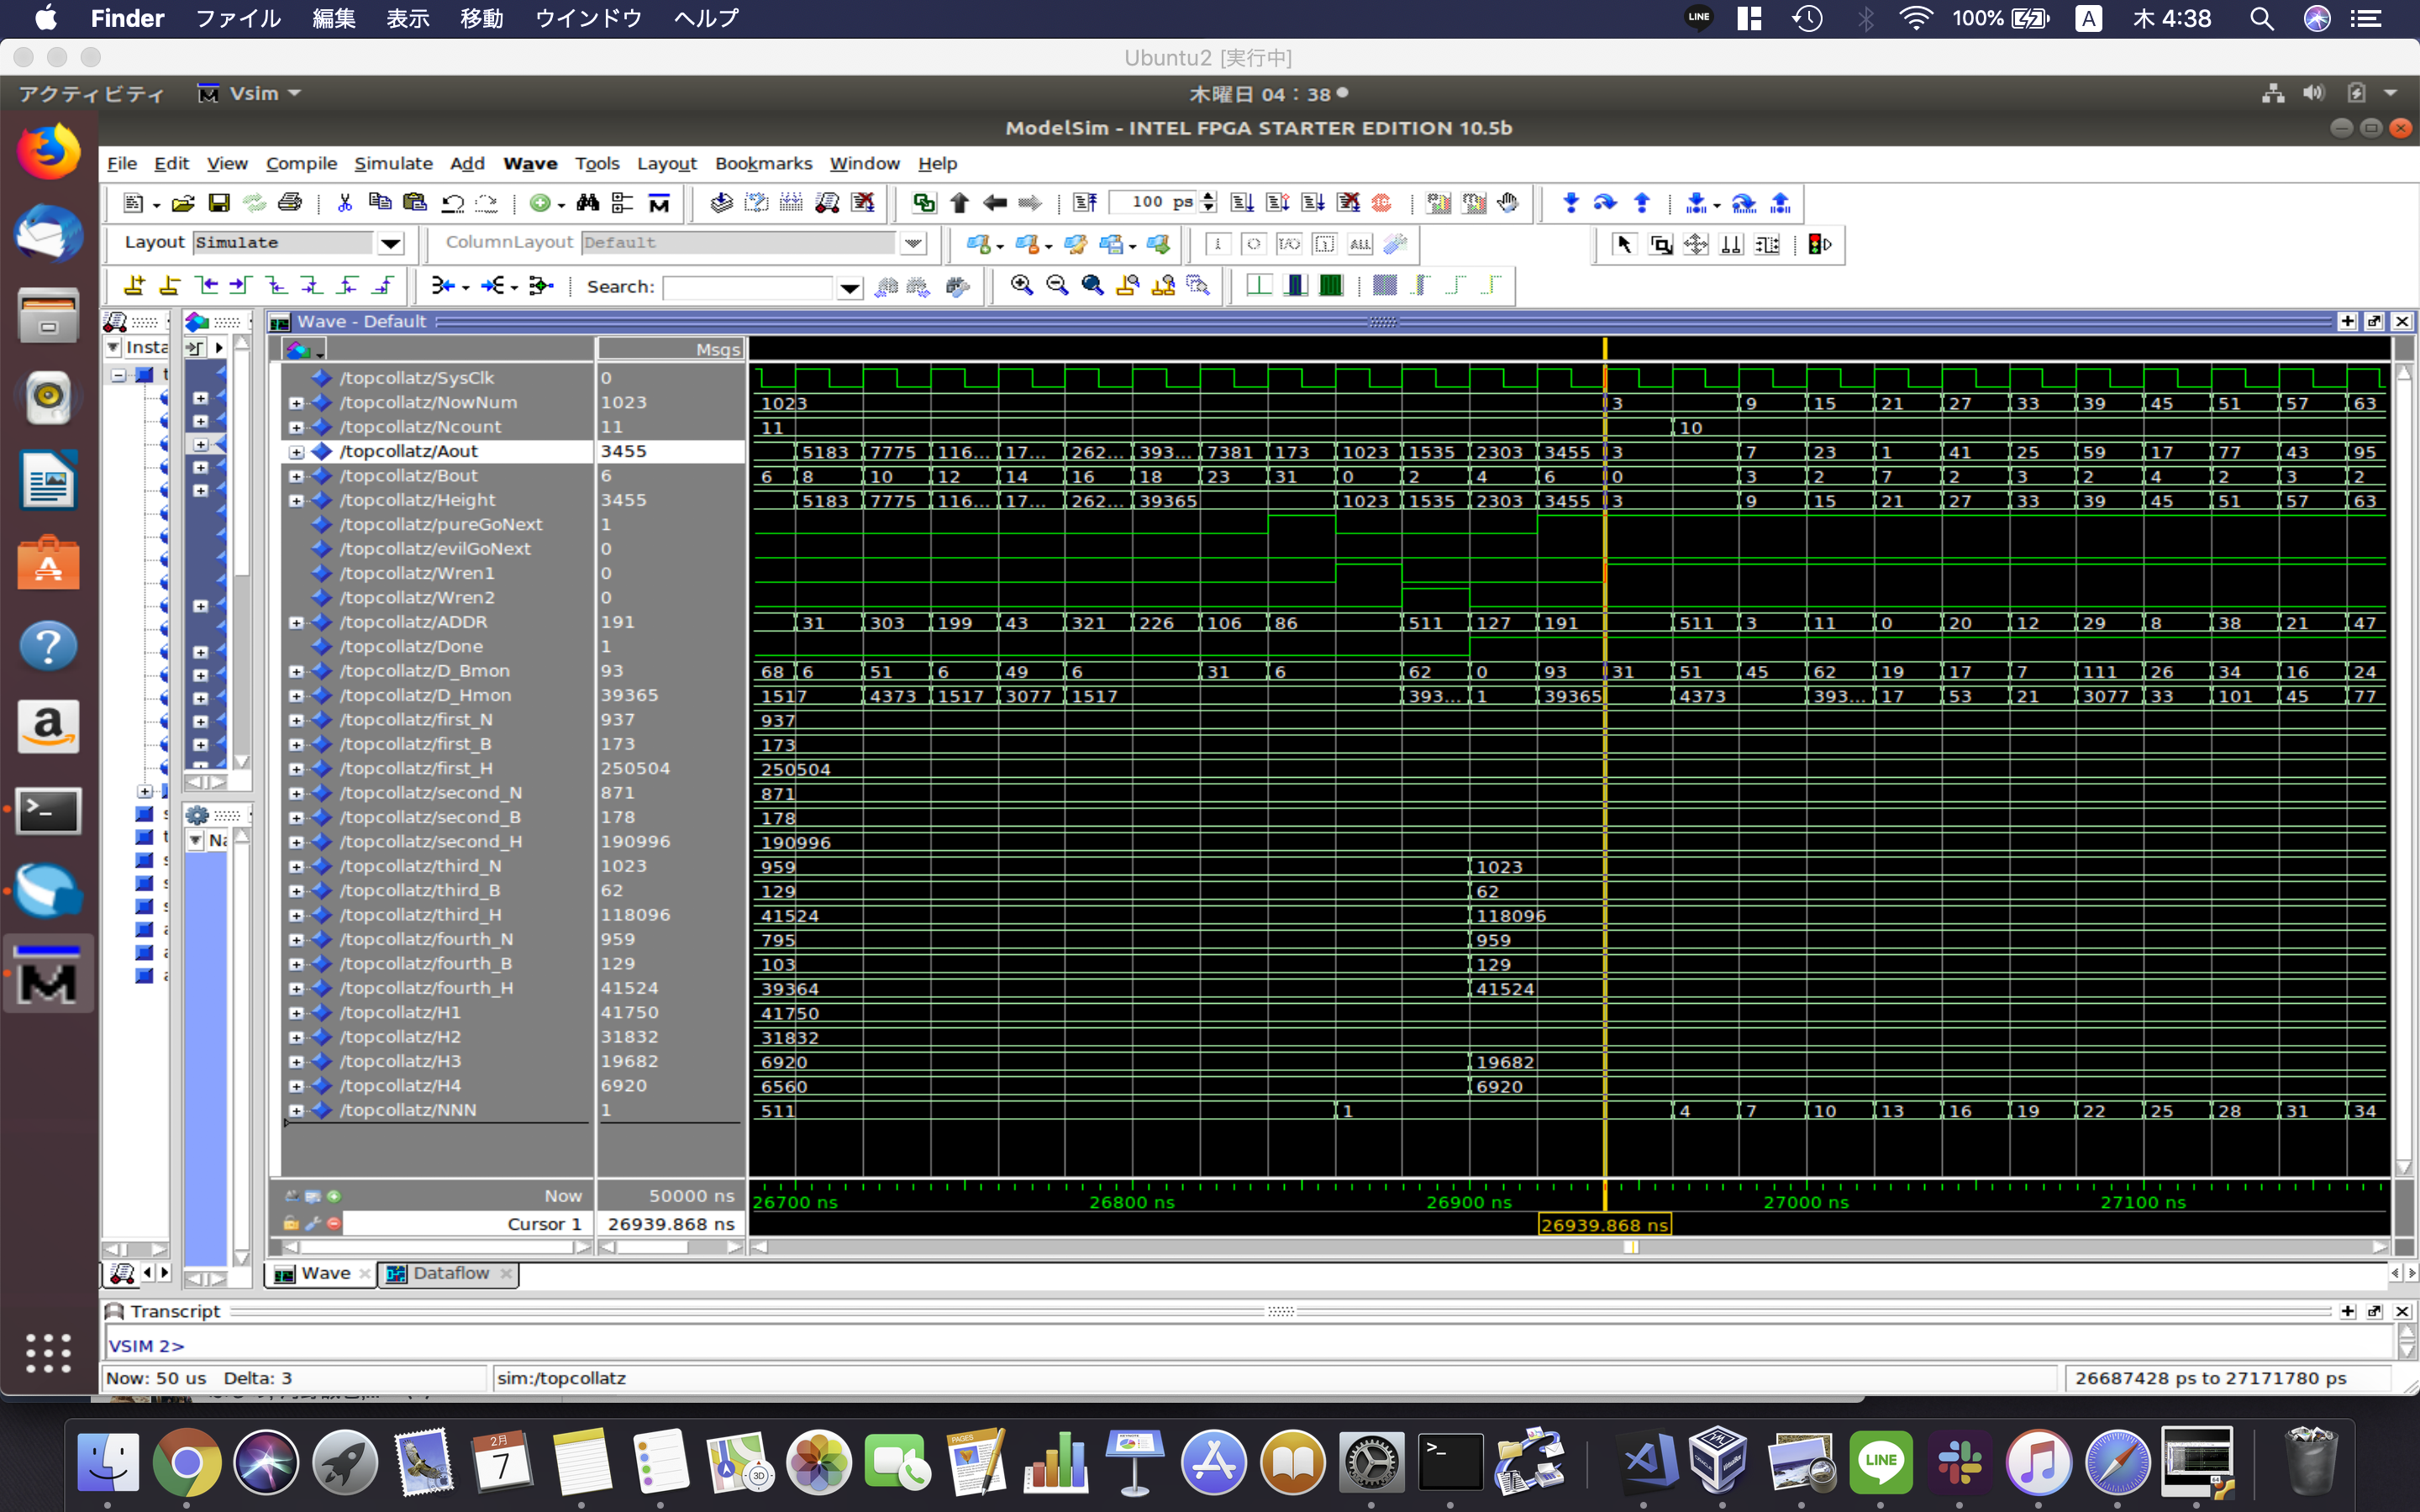 Finder ファイル 編集 表示 移動 ウインドウ ヘルプ LINE 100% A 木 4:38
Ubuntu2 [実行中]
アクティビティ Vsim 木曜日 04：38
ModelSim - INTEL FPGA STARTER EDITION 10.5b
File Edit View Compile Simulate Add Wave Tools Layout Bookmarks Window Help
100 ps
Layout Simulate ColumnLayout Default ALL
Search:
Wave - Default
Insta Msgs
/topcollatz/SysClk 0
/topcollatz/NowNum 1023 1023 3 9 15 21 27 33 39 45 51 57 63
/topcollatz/Ncount 11 11 10
/topcollatz/Aout 3455 5183 7775 116... 17... 262... 393... 7381 173 1023 1535 2303 3455 3 7 23 1 41 25 59 17 77 43 95
/topcollatz/Bout 6 6 8 10 12 14 16 18 23 31 0 2 4 6 0 3 2 7 2 3 2 4 2 3 2
/topcollatz/Height 3455 5183 7775 116... 17... 262... 39365 1023 1535 2303 3455 3 9 15 21 27 33 39 45 51 57 63
/topcollatz/pureGoNext 1
/topcollatz/evilGoNext 0
/topcollatz/Wren1 0
/topcollatz/Wren2 0
/topcollatz/ADDR 191 31 303 199 43 321 226 106 86 511 127 191 511 3 11 0 20 12 29 8 38 21 47
/topcollatz/Done 1
/topcollatz/D_Bmon 93 68 6 51 6 49 6 31 6 62 0 93 31 51 45 62 19 17 7 111 26 34 16 24
/topcollatz/D_Hmon 39365 1517 4373 1517 3077 1517 393... 1 39365 4373 393... 17 53 21 3077 33 101 45 77
/topcollatz/first_N 937 937
/topcollatz/first_B 173 173
/topcollatz/first_H 250504 250504
/topcollatz/second_N 871 871
/topcollatz/second_B 178 178
/topcollatz/second_H 190996 190996
/topcollatz/third_N 1023 959 1023
/topcollatz/third_B 62 129 62
/topcollatz/third_H 118096 41524 118096
/topcollatz/fourth_N 959 795 959
/topcollatz/fourth_B 129 103 129
/topcollatz/fourth_H 41524 39364 41524
/topcollatz/H1 41750 41750
/topcollatz/H2 31832 31832
/topcollatz/H3 19682 6920 19682
/topcollatz/H4 6920 6560 6920
/topcollatz/NNN 1 511 1 4 7 10 13 16 19 22 25 28 31 34
Now 50000 ns 26700 ns 26800 ns 26900 ns 27000 ns 27100 ns
Cursor 1 26939.868 ns 26939.868 ns
Wave Dataflow
Transcript
VSIM 2>
Now: 50 us Delta: 3 sim:/topcollatz 26687428 ps to 27171780 ps
2月
7
PAGES
3D
LINE